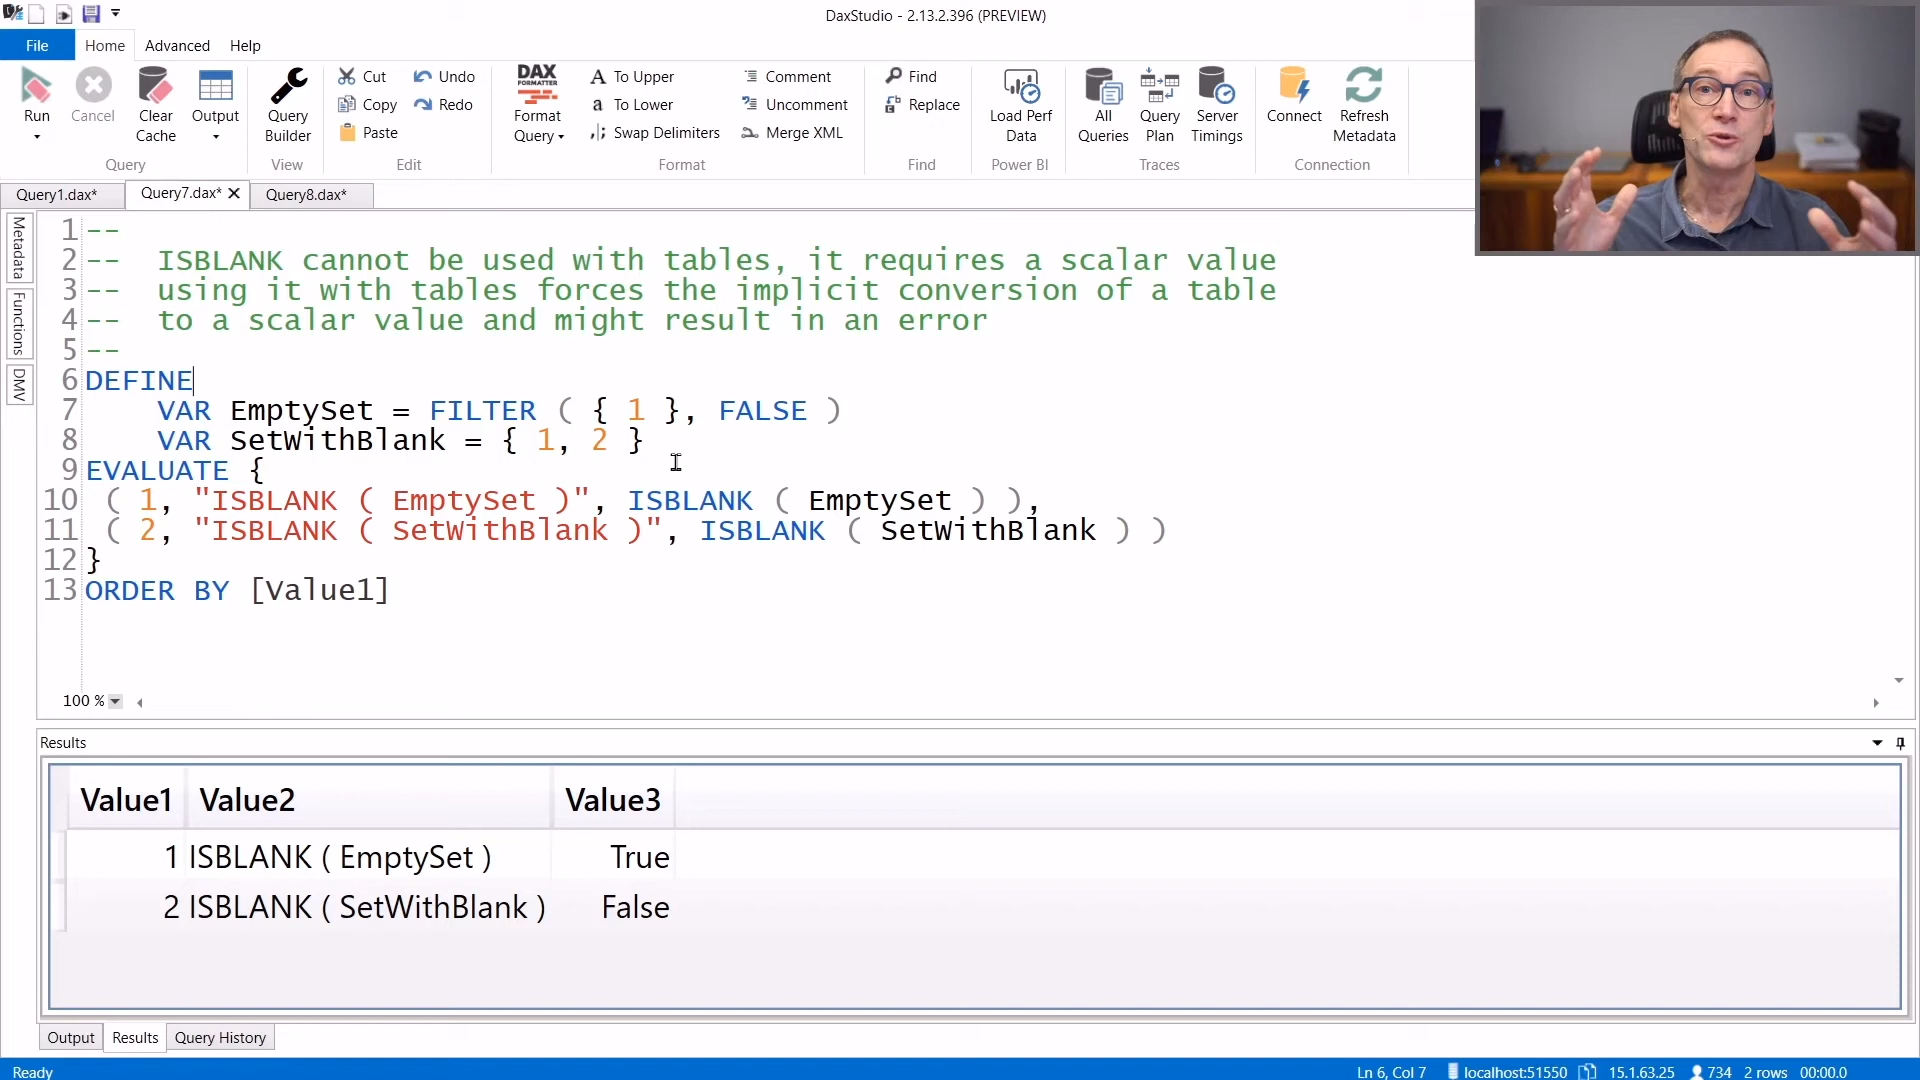 DaxStudio - 2.13.2.396 (PREVIEW)
File Home Advanced Help
Run
Cancel
Clear Cache
Output
Query
Query Builder
View
Cut
Copy
Paste
Undo
Redo
Edit
DAX
FORMATTER
Format Query
To Upper
To Lower
Swap Delimiters
Comment
Uncomment
Merge XML
Format
Find
Replace
Find
Load Perf Data
Power BI
All Queries
Query Plan
Server Timings
Traces
Connect
Refresh Metadata
Connection
Query1.dax* Query7.dax* Query8.dax*
Metadata
Functions
DMV
1 --
2 -- ISBLANK cannot be used with tables, it requires a scalar value
3 -- using it with tables forces the implicit conversion of a table
4 -- to a scalar value and might result in an error
5 --
6 DEFINE
7 VAR EmptySet = FILTER ( { 1 }, FALSE )
8 VAR SetWithBlank = { 1, 2 }
9 EVALUATE {
10 ( 1, "ISBLANK ( EmptySet )", ISBLANK ( EmptySet ) ),
11 ( 2, "ISBLANK ( SetWithBlank )", ISBLANK ( SetWithBlank ) )
12 }
13 ORDER BY [Value1]
100 %
Results
Value1 Value2 Value3
1 ISBLANK ( EmptySet ) True
2 ISBLANK ( SetWithBlank ) False
Output Results Query History
Ready Ln 6, Col 7 localhost:51550 15.1.63.25 734 2 rows 00:00.0